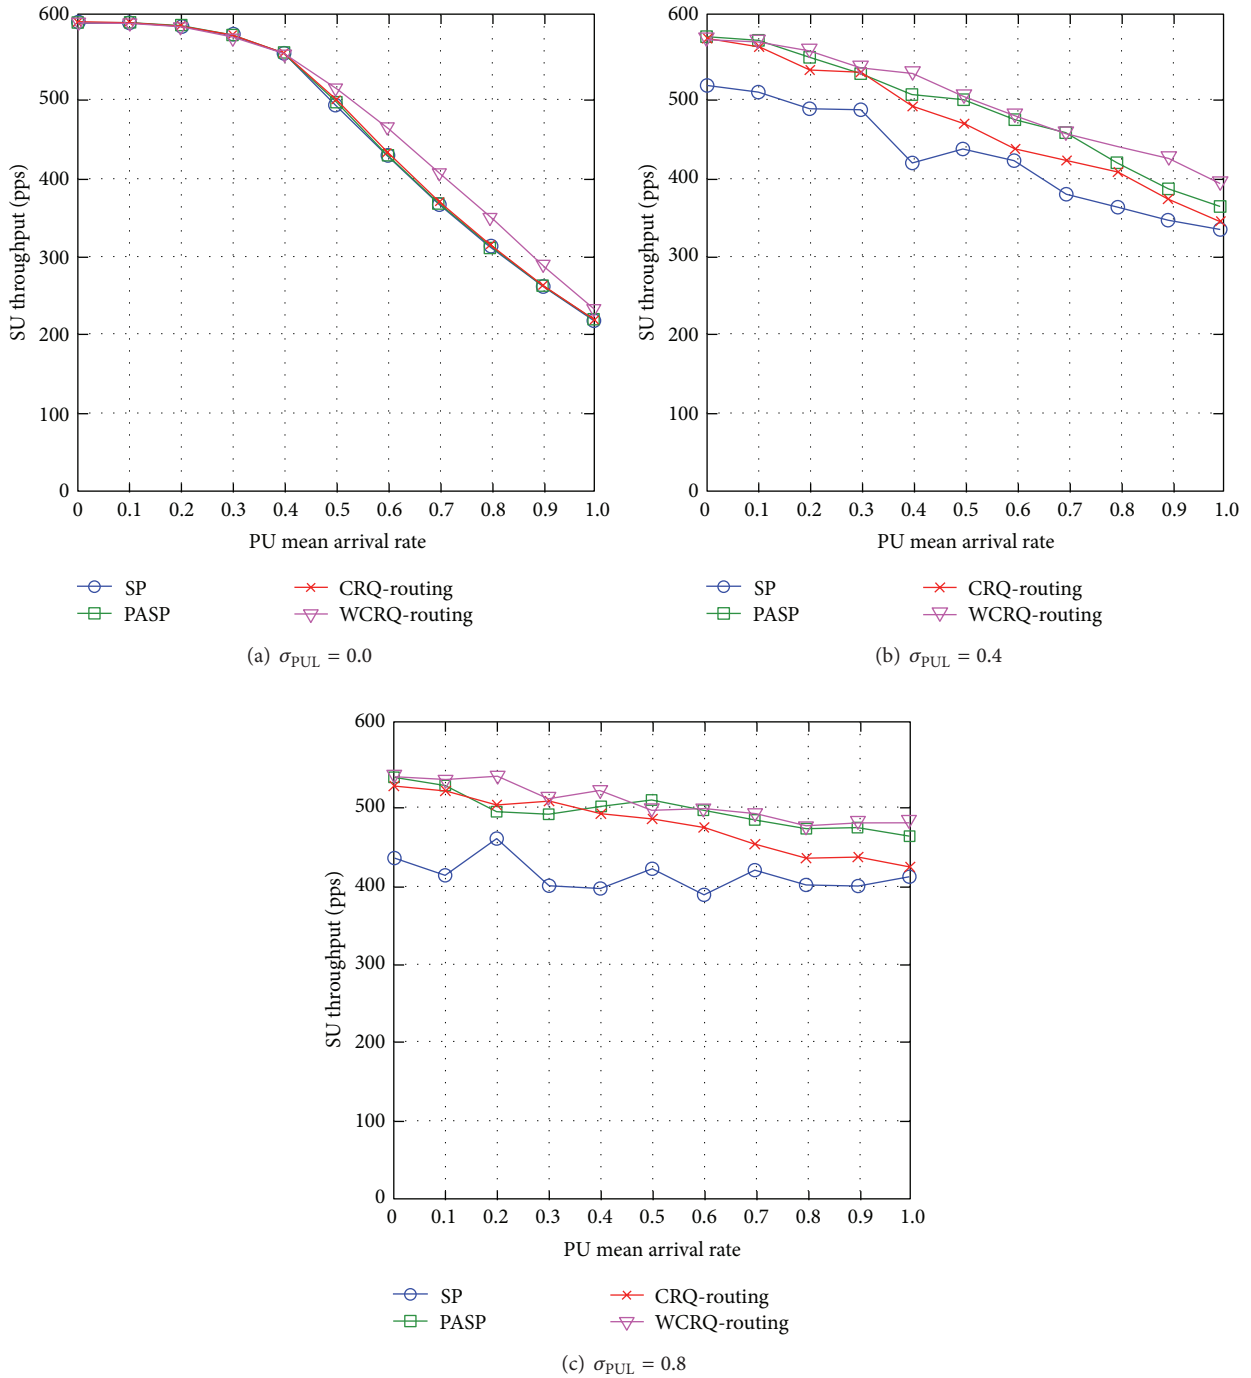 600
500
400
300
200
100
0
SU throughput (pps)
0 0.1 0.2 0.3 0.4 0.5 0.6 0.7 0.8 0.9 1.0
PU mean arrival rate
SP CRQ-routing
PASP WCRQ-routing
(a) σPUL = 0.0
600
500
400
300
200
100
0
SU throughput (pps)
0 0.1 0.2 0.3 0.4 0.5 0.6 0.7 0.8 0.9 1.0
PU mean arrival rate
SP CRQ-routing
PASP WCRQ-routing
(b) σPUL = 0.4
600
500
400
300
200
100
0
SU throughput (pps)
0 0.1 0.2 0.3 0.4 0.5 0.6 0.7 0.8 0.9 1.0
PU mean arrival rate
SP CRQ-routing
PASP WCRQ-routing
(c) σPUL = 0.8